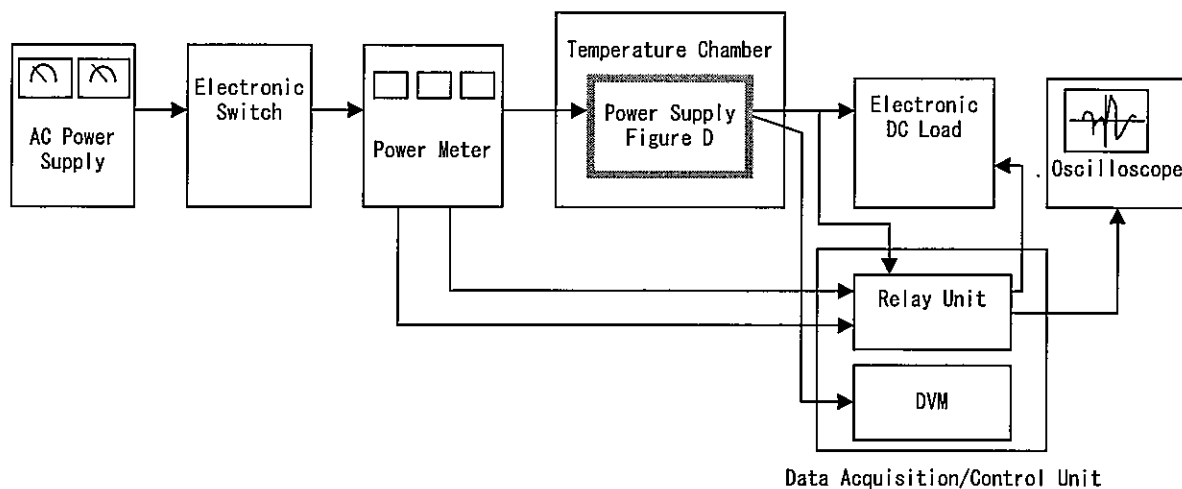 Temperature Chamber
AC Power
Supply
Electronic
Switch
Power Meter
Power Supply
Figure D
Electronic
DC Load
Oscilloscope
Relay Unit
DVM
Data Acquisition/Control Unit